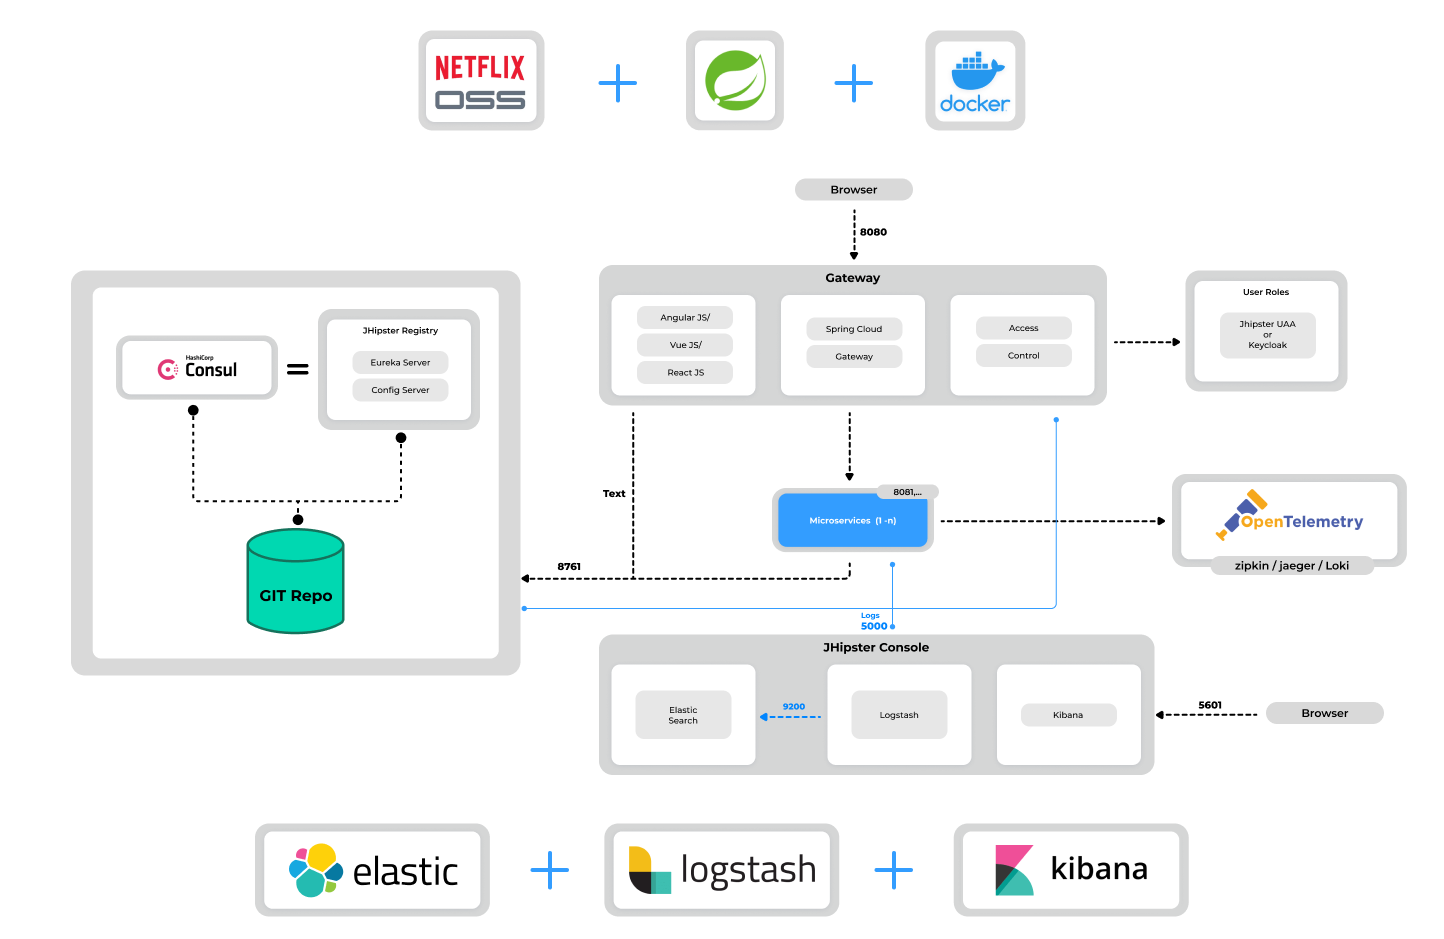 NETFLIX
OSS
docker
Browser
8080
Gateway
Angular JS/
Vue JS/
React JS
Spring Cloud
Gateway
Access
Control
User Roles
Jhipster UAA
or
Keycloak
HashiCorp
Consul
JHipster Registry
Eureka Server
Config Server
GIT Repo
Text
8761
8081,...
Microservices (1 -n)
OpenTelemetry
zipkin / jaeger / Loki
Logs
5000
JHipster Console
Elastic
Search
9200
Logstash
Kibana
5601
Browser
elastic
logstash
kibana